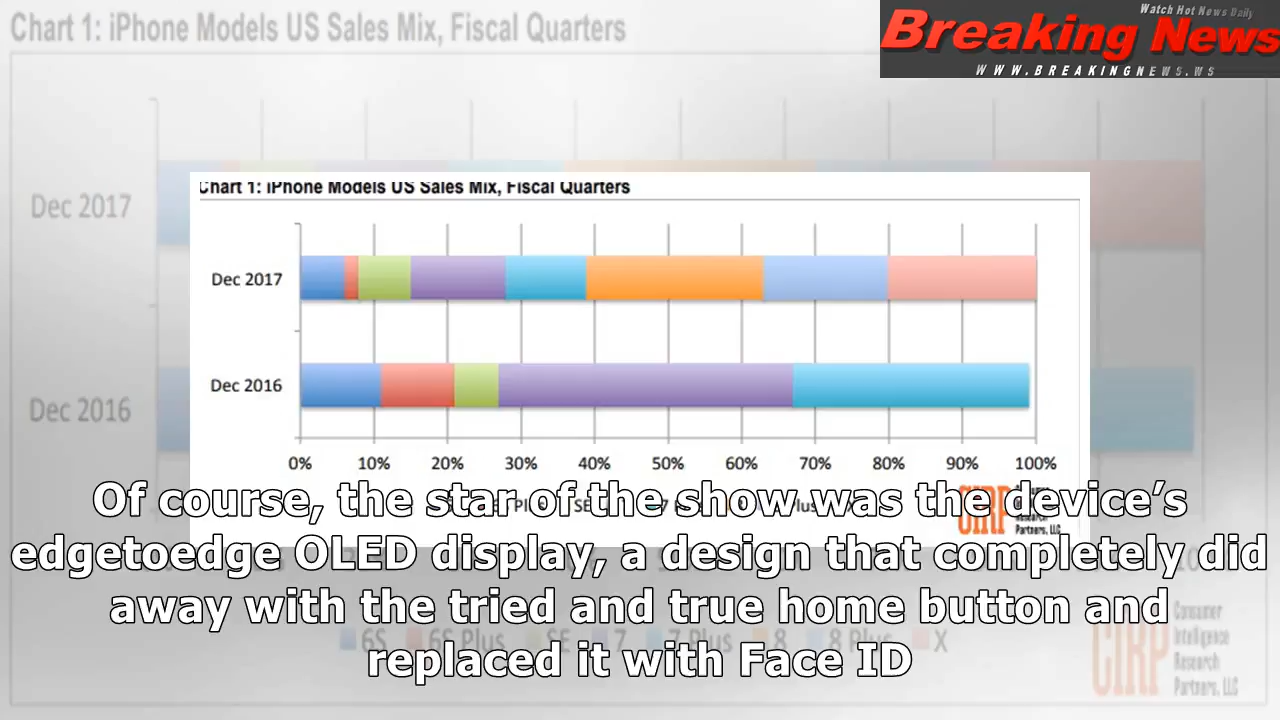 Chart 1: iPhone Models US Sales Mix, Fiscal Quarters
Watch Hot News Daily
Breaking News
WWW.BREAKINGNEWS.WS
Chart 1: iPhone Models US Sales Mix, Fiscal Quarters
Dec 2017
Dec 2017
Dec 2016
Dec 2016
0% 10% 20% 30% 40% 50% 60% 70% 80% 90% 100%
CIRP
Partners, LLC
Of course, the star of the show was the device’s
edgetoedge OLED display, a design that completely did
away with the tried and true home button and
replaced it with Face ID
6S 6S Plus SE 7 7 Plus 8 8 Plus X
CIRP
Consumer
Intelligence
Research
Partners, LLC